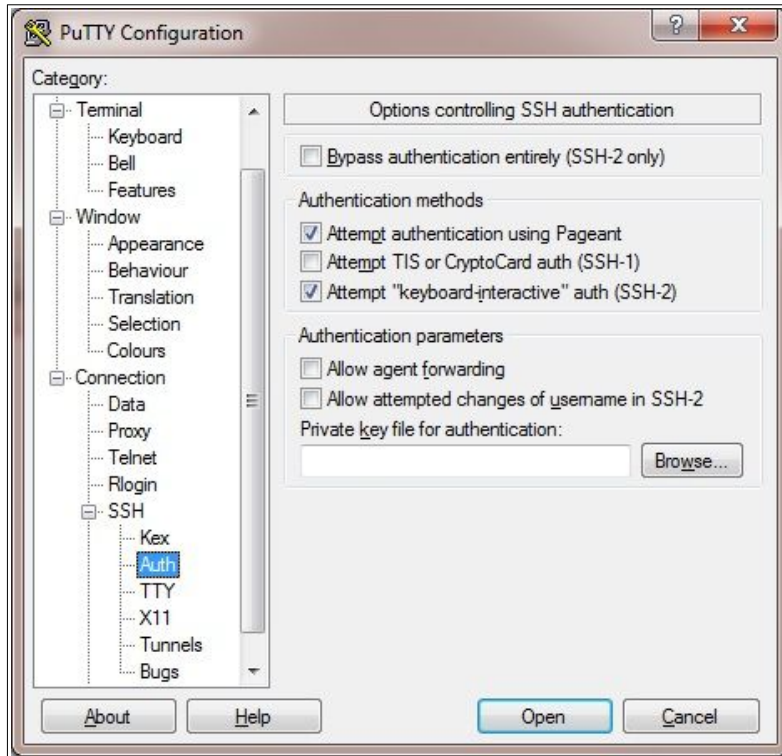 PuTTY Configuration
Category:
Terminal
Keyboard
Bell
Features
Window
Appearance
Behaviour
Translation
Selection
Colours
Connection
Data
Proxy
Telnet
Rlogin
SSH
Kex
Auth
TTY
X11
Tunnels
Bugs
Options controlling SSH authentication
Bypass authentication entirely (SSH-2 only)
Authentication methods
Attempt authentication using Pageant
Attempt TIS or CryptoCard auth (SSH-1)
Attempt "keyboard-interactive" auth (SSH-2)
Authentication parameters
Allow agent forwarding
Allow attempted changes of username in SSH-2
Private key file for authentication:
Browse...
About
Help
Open
Cancel